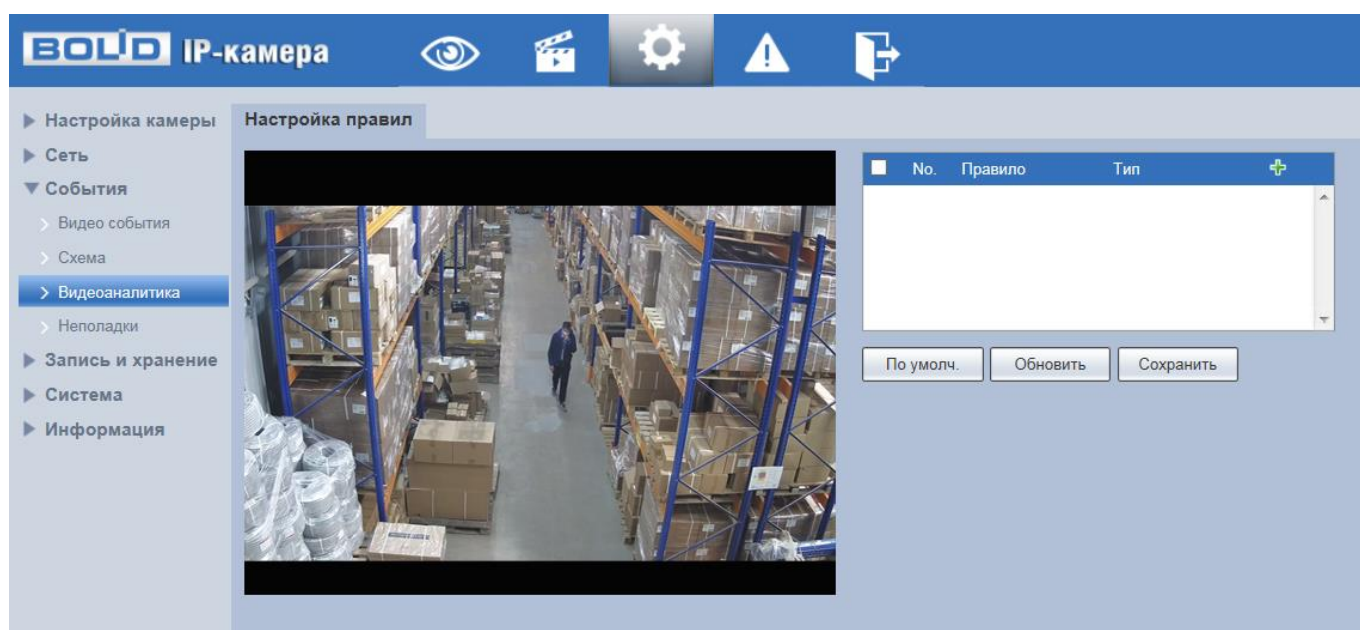 BOLID IP-камера
Настройка камеры
Сеть
События
Видео события
Схема
Видеоаналитика
Неполадки
Запись и хранение
Система
Информация
Настройка правил
No. Правило Тип
По умолч. Обновить Сохранить